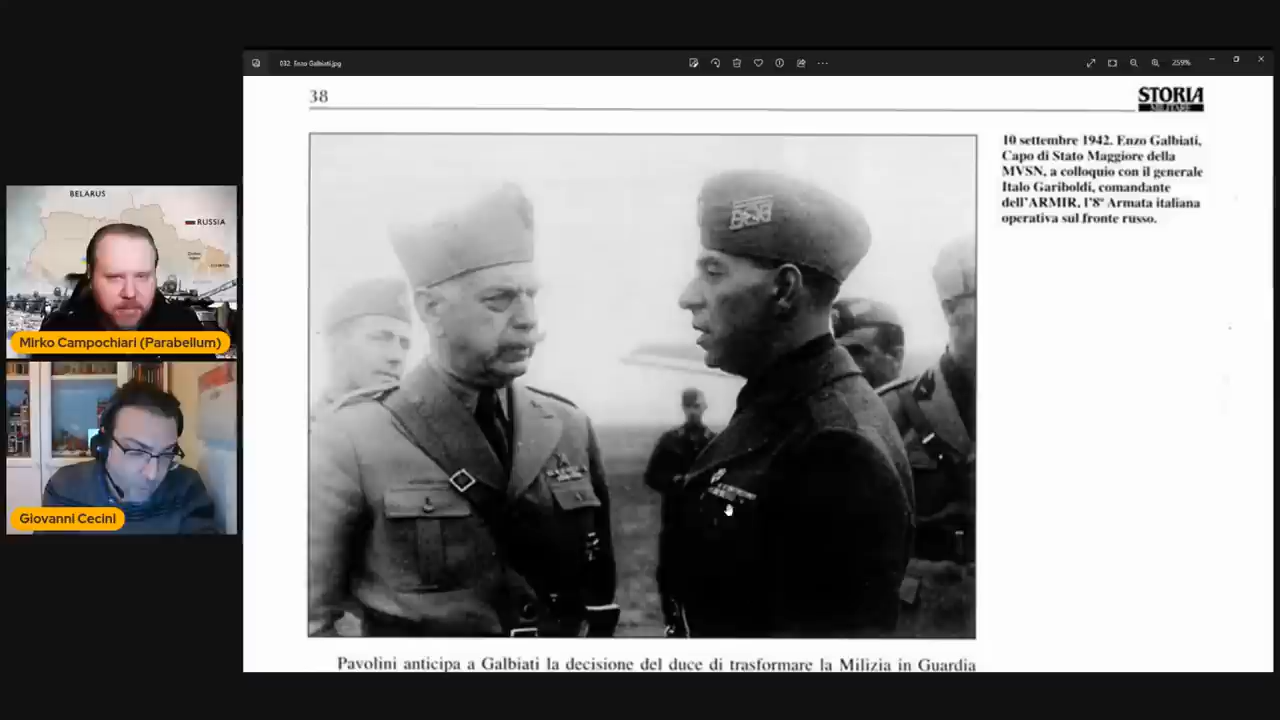 032. Enzo Galbiati.jpg
259%
38
STORIA
MILITARE
10 settembre 1942. Enzo Galbiati,
Capo di Stato Maggiore della
MVSN, a colloquio con il generale
Italo Gariboldi, comandante
dell'ARMIR, l'8ª Armata italiana
operativa sul fronte russo.
BELARUS
RUSSIA
Mirko Campochiari (Parabellum)
Giovanni Cecini
Pavolini anticipa a Galbiati la decisione del duce di trasformare la Milizia in Guardia